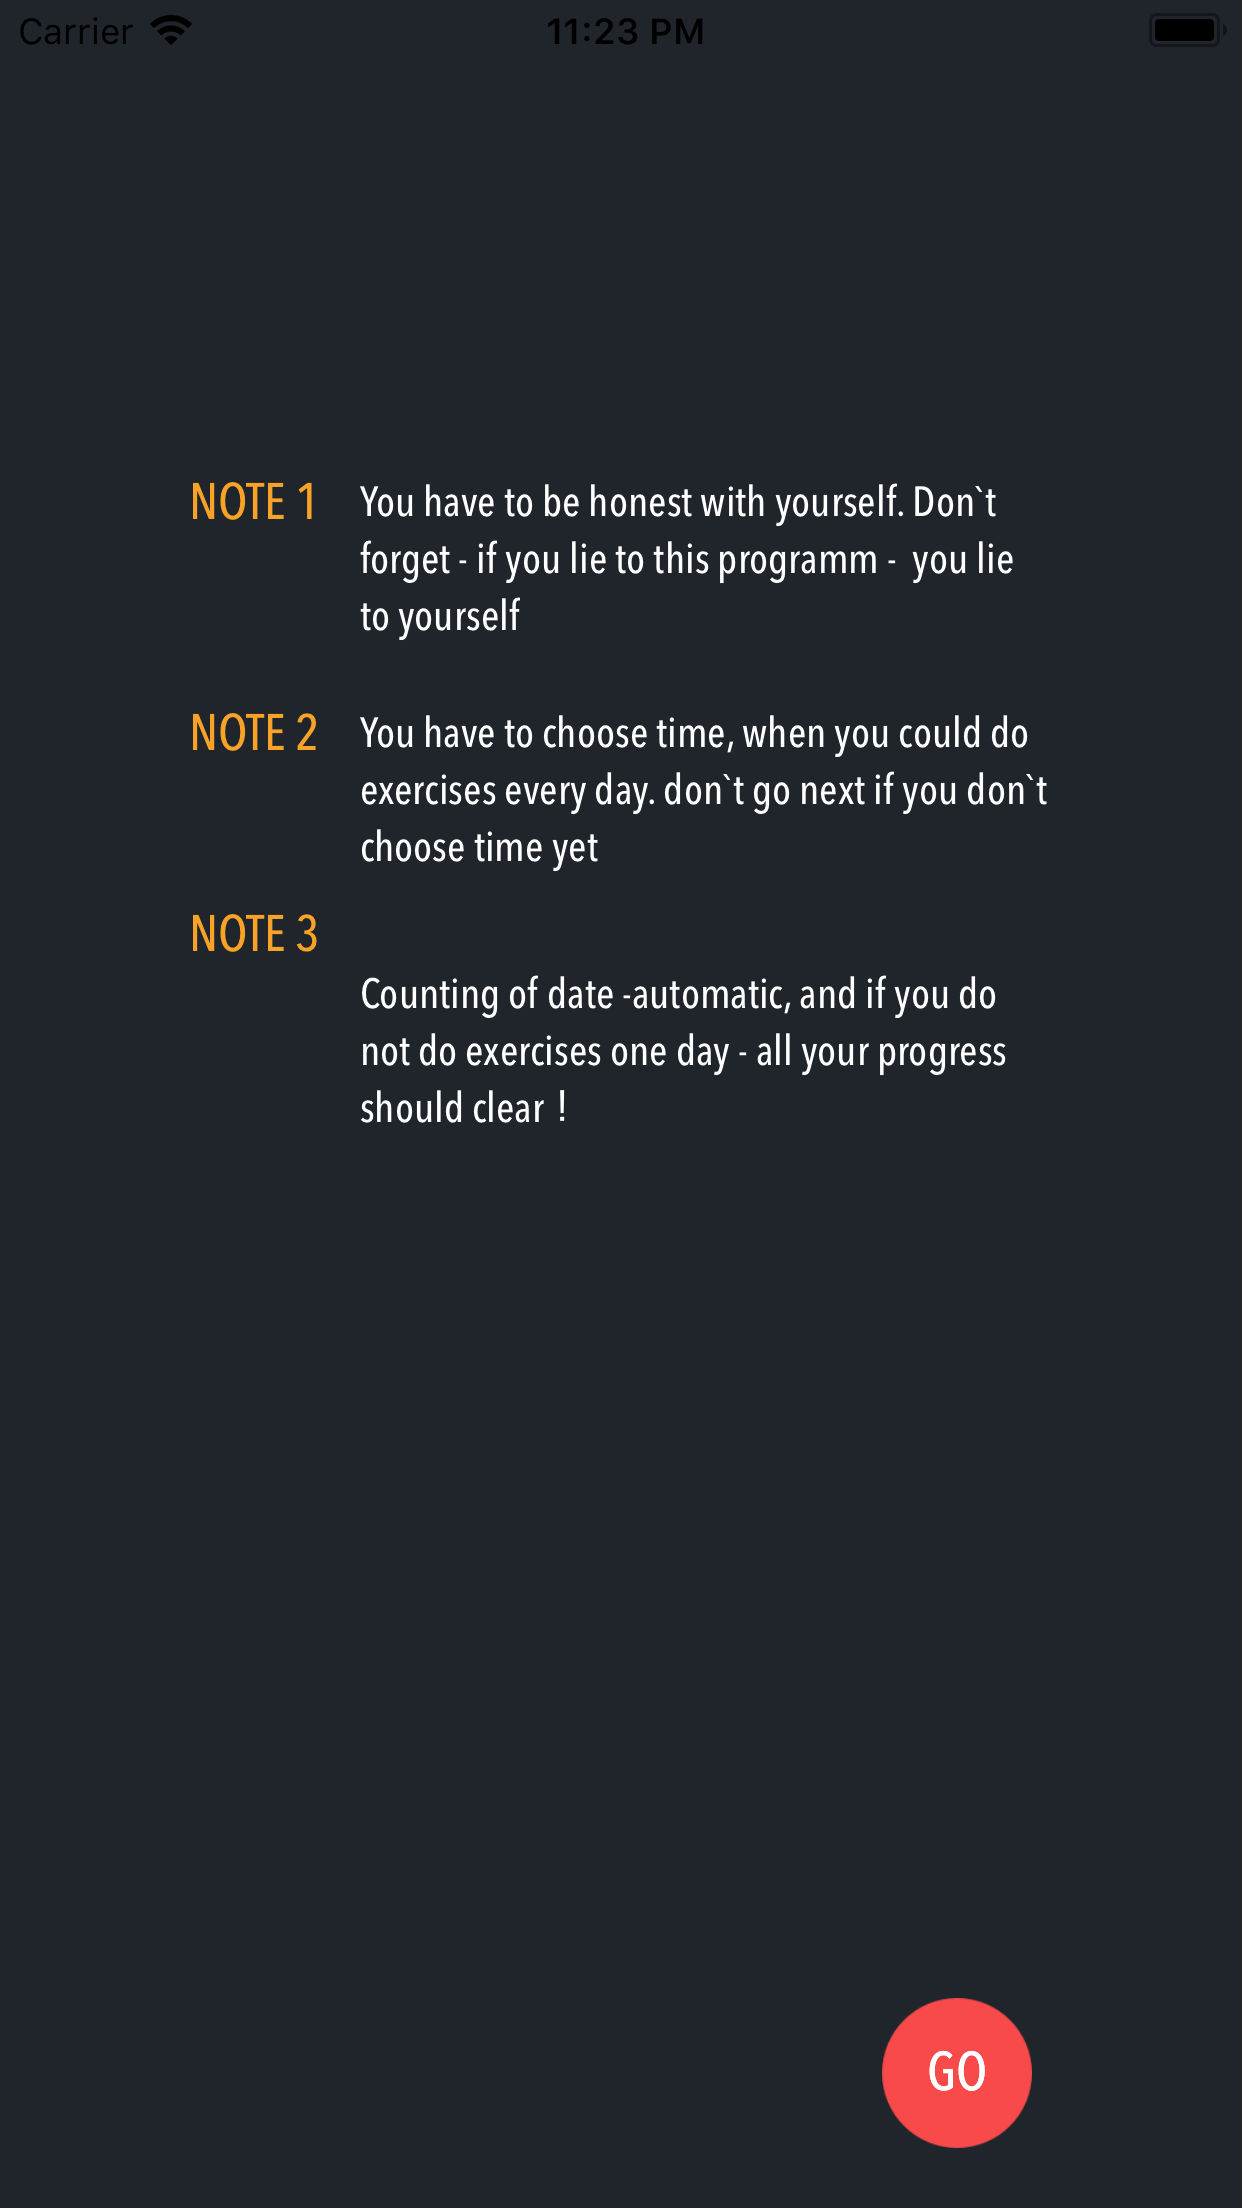 Carrier 11:23 PM
NOTE 1 You have to be honest with yourself. Don`t
forget - if you lie to this programm -  you lie
to yourself
NOTE 2 You have to choose time, when you could do
exercises every day. don`t go next if you don`t
choose time yet
NOTE 3
Counting of date -automatic, and if you do
not do exercises one day - all your progress
should clear !
GO